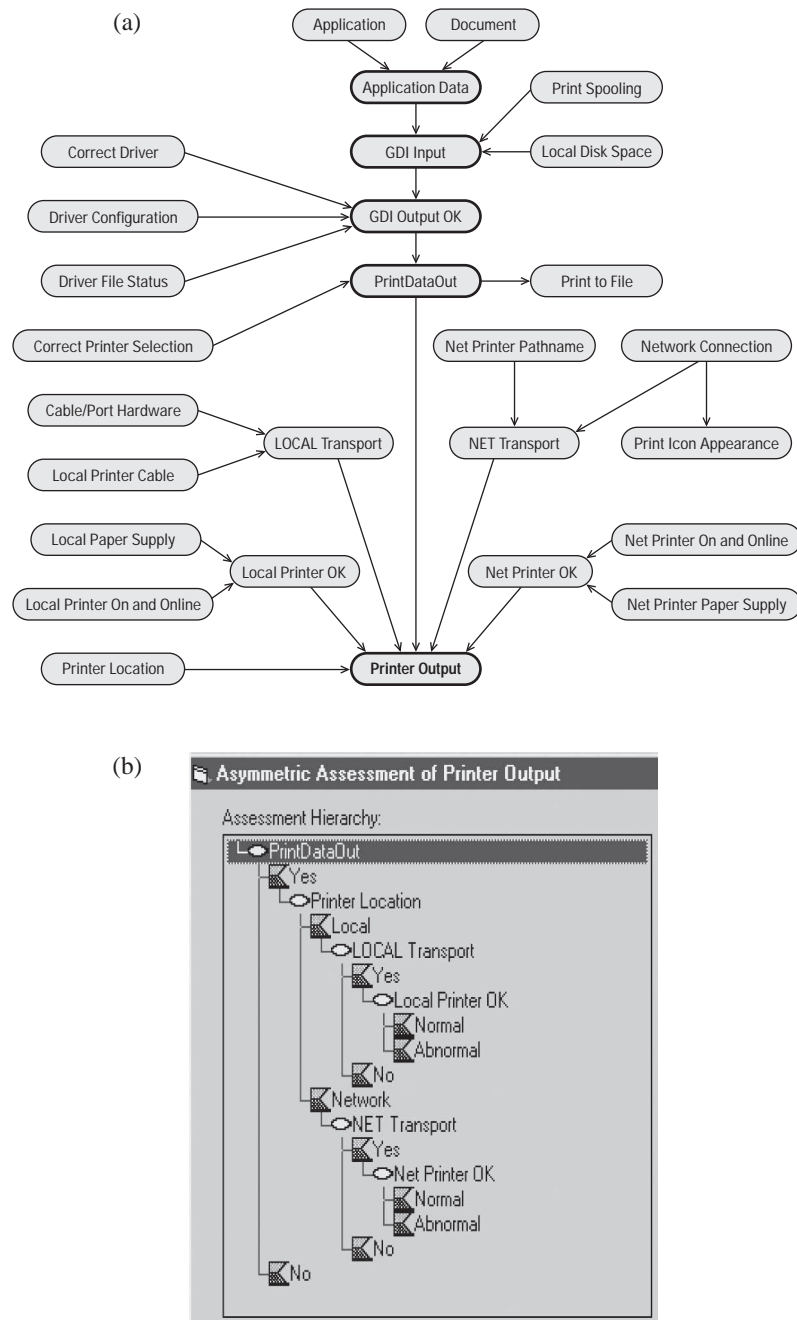 (a)
Application
Document
Application Data
Print Spooling
Correct Driver
GDI Input
Local Disk Space
Driver Configuration
GDI Output OK
Driver File Status
PrintDataOut
Print to File
Correct Printer Selection
Net Printer Pathname
Network Connection
Cable/Port Hardware
LOCAL Transport
NET Transport
Print Icon Appearance
Local Printer Cable
Local Paper Supply
Net Printer On and Online
Local Printer OK
Net Printer OK
Local Printer On and Online
Net Printer Paper Supply
Printer Location
Printer Output
(b)
Asymmetric Assessment of Printer Output
Assessment Hierarchy:
PrintDataOut
Yes
Printer Location
Local
LOCAL Transport
Yes
Local Printer OK
Normal
Abnormal
No
Network
NET Transport
Yes
Net Printer OK
Normal
Abnormal
No
No